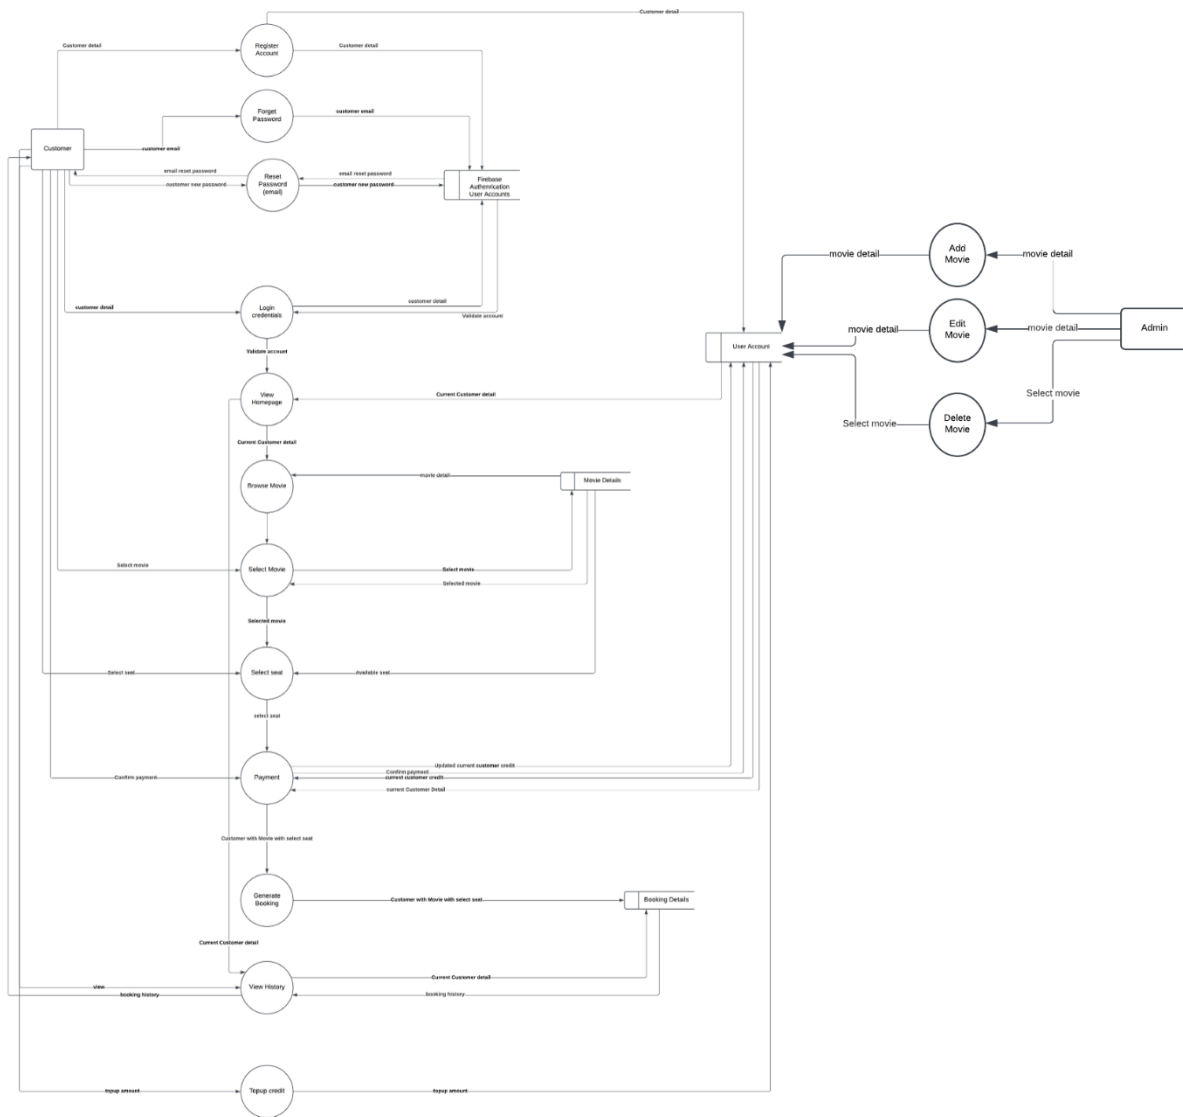 Customer detail
Register
Account
Customer detail
Customer detail
Forget
Password
customer email
Customer
customer email
email reset password
Reset
Password
(email)
email reset password
customer new password
customer new password
Firebase
Authenrication
User Accounts
Add
Movie
movie detail
movie detail
Login
credentials
customer detail
customer detail
Validate account
Edit
Movie
movie detail
movie detail
Admin
User Account
Validate account
View
Homepage
Current Customer detail
Select movie
Delete
Movie
Select movie
Current Customer detail
Browse Movie
movie detail
Movie Details
Select movie
Select Movie
Select movie
Selected movie
Selected movie
Select seat
Select seat
Available seat
select seat
Updated current customer credit
Confirm payment
Confirm payment
Payment
current customer credit
current Customer Detail
Customer with Movie with select seat
Generate
Booking
Customer with Movie with select seat
Booking Details
Current Customer detail
Current Customer detail
view
View History
booking history
booking history
topup amount
Topup credit
topup amount